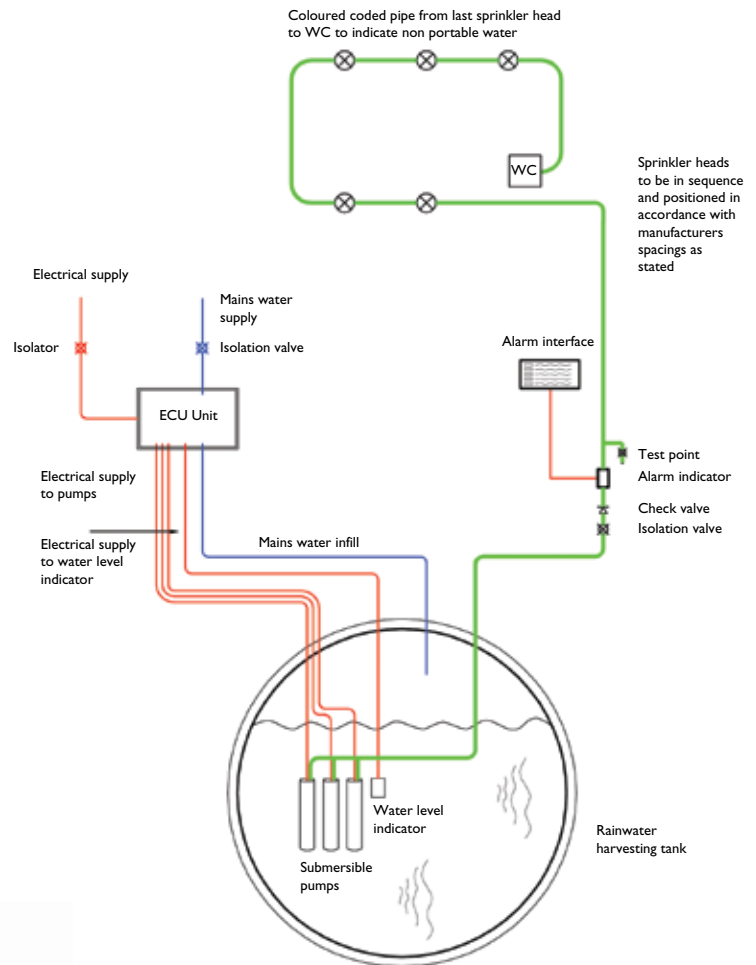 Coloured coded pipe from last sprinkler head
to WC to indicate non portable water
WC
Sprinkler heads
to be in sequence
and positioned in
accordance with
manufacturers
spacings as
stated
Electrical supply
Mains water
supply
Isolator
Isolation valve
Alarm interface
ECU Unit
Test point
Alarm indicator
Electrical supply
to pumps
Check valve
Isolation valve
Electrical supply
to water level
indicator
Mains water infill
Water level
indicator
Submersible
pumps
Rainwater
harvesting tank